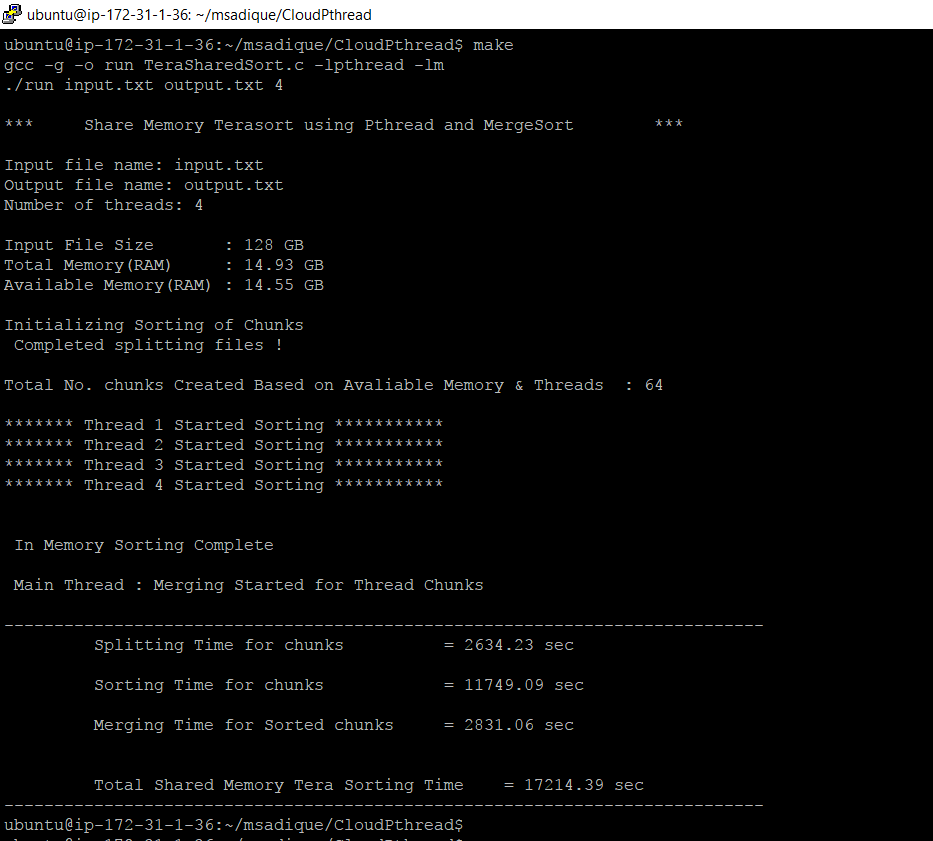 ubuntu@ip-172-31-1-36: ~/msadique/CloudPthread
ubuntu@ip-172-31-1-36:~/msadique/CloudPthread$ make
gcc -g -o run TeraSharedSort.c -lpthread -lm
./run input.txt output.txt 4
***     Share Memory Terasort using Pthread and MergeSort        ***
Input file name: input.txt
Output file name: output.txt
Number of threads: 4
Input File Size       : 128 GB
Total Memory(RAM)     : 14.93 GB
Available Memory(RAM) : 14.55 GB
Initializing Sorting of Chunks
Completed splitting files !
Total No. chunks Created Based on Avaliable Memory & Threads  : 64
******* Thread 1 Started Sorting ***********
******* Thread 2 Started Sorting ***********
******* Thread 3 Started Sorting ***********
******* Thread 4 Started Sorting ***********
In Memory Sorting Complete
Main Thread : Merging Started for Thread Chunks
----------------------------------------------------------------------------
Splitting Time for chunks          = 2634.23 sec
Sorting Time for chunks            = 11749.09 sec
Merging Time for Sorted chunks     = 2831.06 sec
Total Shared Memory Tera Sorting Time    = 17214.39 sec
----------------------------------------------------------------------------
ubuntu@ip-172-31-1-36:~/msadique/CloudPthread$